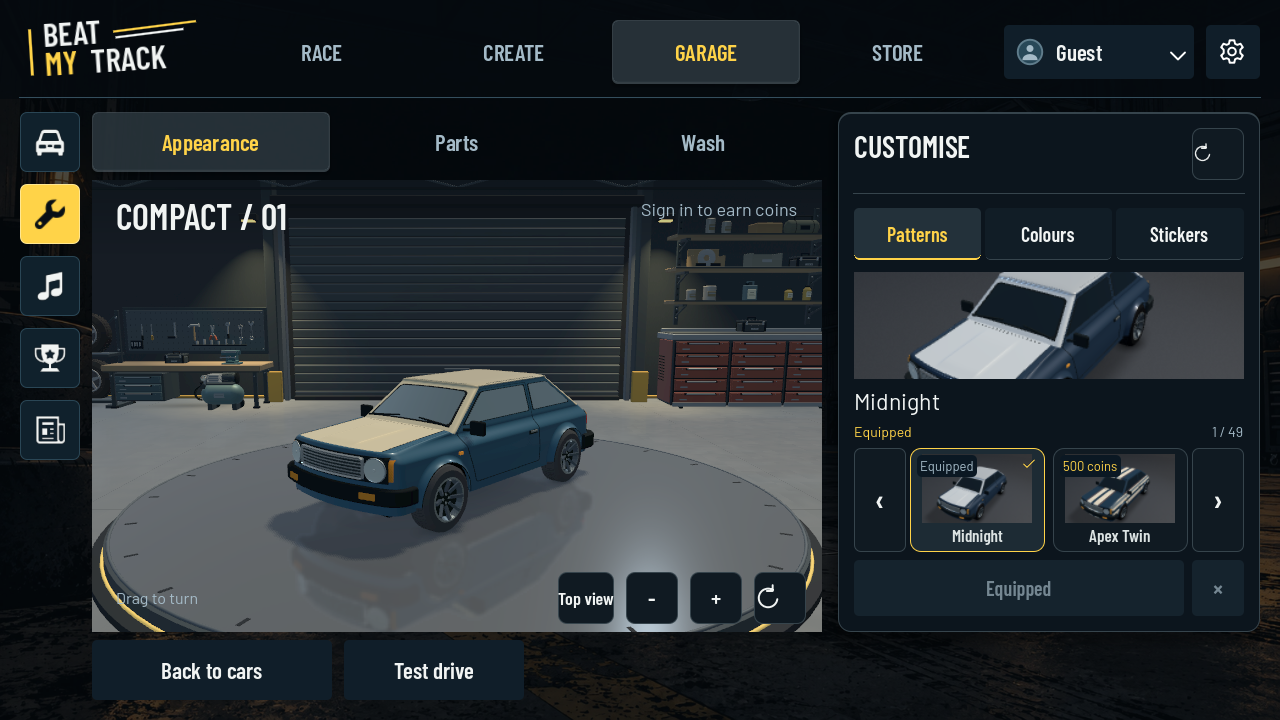 BEAT
MY TRACK
RACE
CREATE
GARAGE
STORE
Guest
Appearance
Parts
Wash
COMPACT / 01
Sign in to earn coins
Drag to turn
Top view
-
+
Back to cars
Test drive
CUSTOMISE
Patterns
Colours
Stickers
Midnight
Equipped
1 / 49
‹
Equipped
Midnight
500 coins
Apex Twin
›
Equipped
×